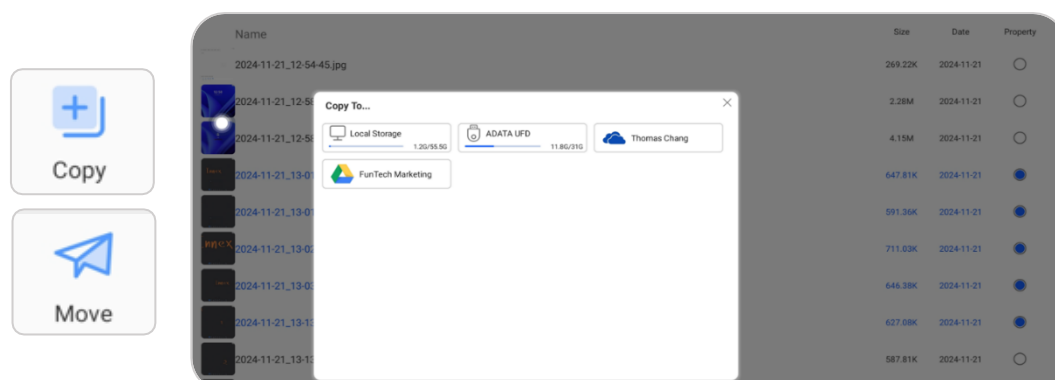 Copy
Move
Name Size Date Property
2024-11-21_12-54-45.jpg 269.22K 2024-11-21
2024-11-21_12-5 2.28M 2024-11-21
2024-11-21_12-5 4.15M 2024-11-21
2024-11-21_13-0 647.81K 2024-11-21
2024-11-21_13-0 591.36K 2024-11-21
2024-11-21_13-0 711.03K 2024-11-21
2024-11-21_13-0 646.38K 2024-11-21
2024-11-21_13-1 627.08K 2024-11-21
2024-11-21_13-1 587.81K 2024-11-21
Copy To...
Local Storage
1.2G/55.5G
ADATA UFD
11.8G/31G
Thomas Chang
FunTech Marketing